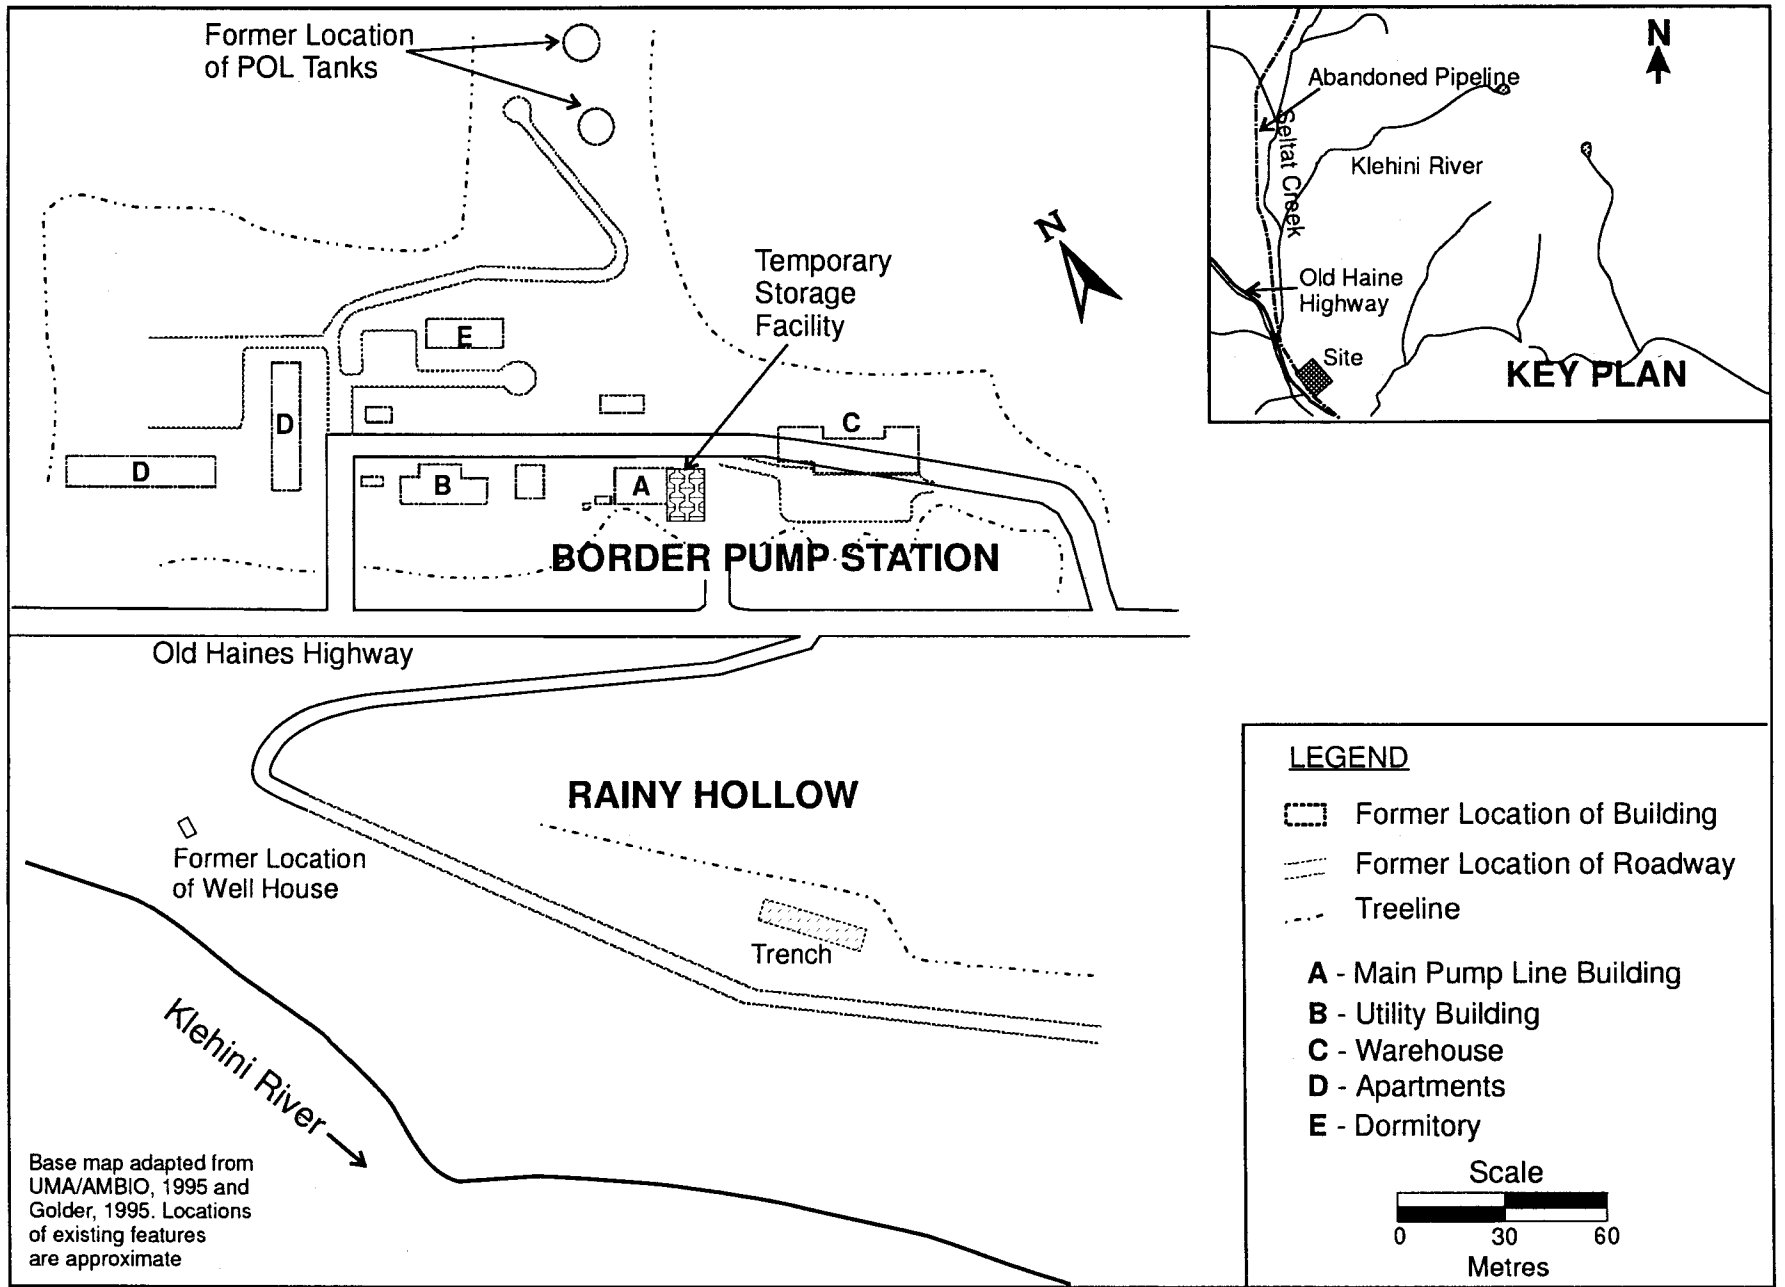 Former Location
of POL Tanks
N
Temporary
Storage
Facility
E
D
D
C
B
A
BORDER PUMP STATION
Old Haines Highway
RAINY HOLLOW
Former Location
of Well House
Trench
Klehini River
Base map adapted from
UMA/AMBIO, 1995 and
Golder, 1995. Locations
of existing features
are approximate
N
Abandoned Pipeline
Seltat Creek
Klehini River
Old Haine
Highway
Site
KEY PLAN
LEGEND
Former Location of Building
Former Location of Roadway
Treeline
A - Main Pump Line Building
B - Utility Building
C - Warehouse
D - Apartments
E - Dormitory
Scale
0 30 60
Metres